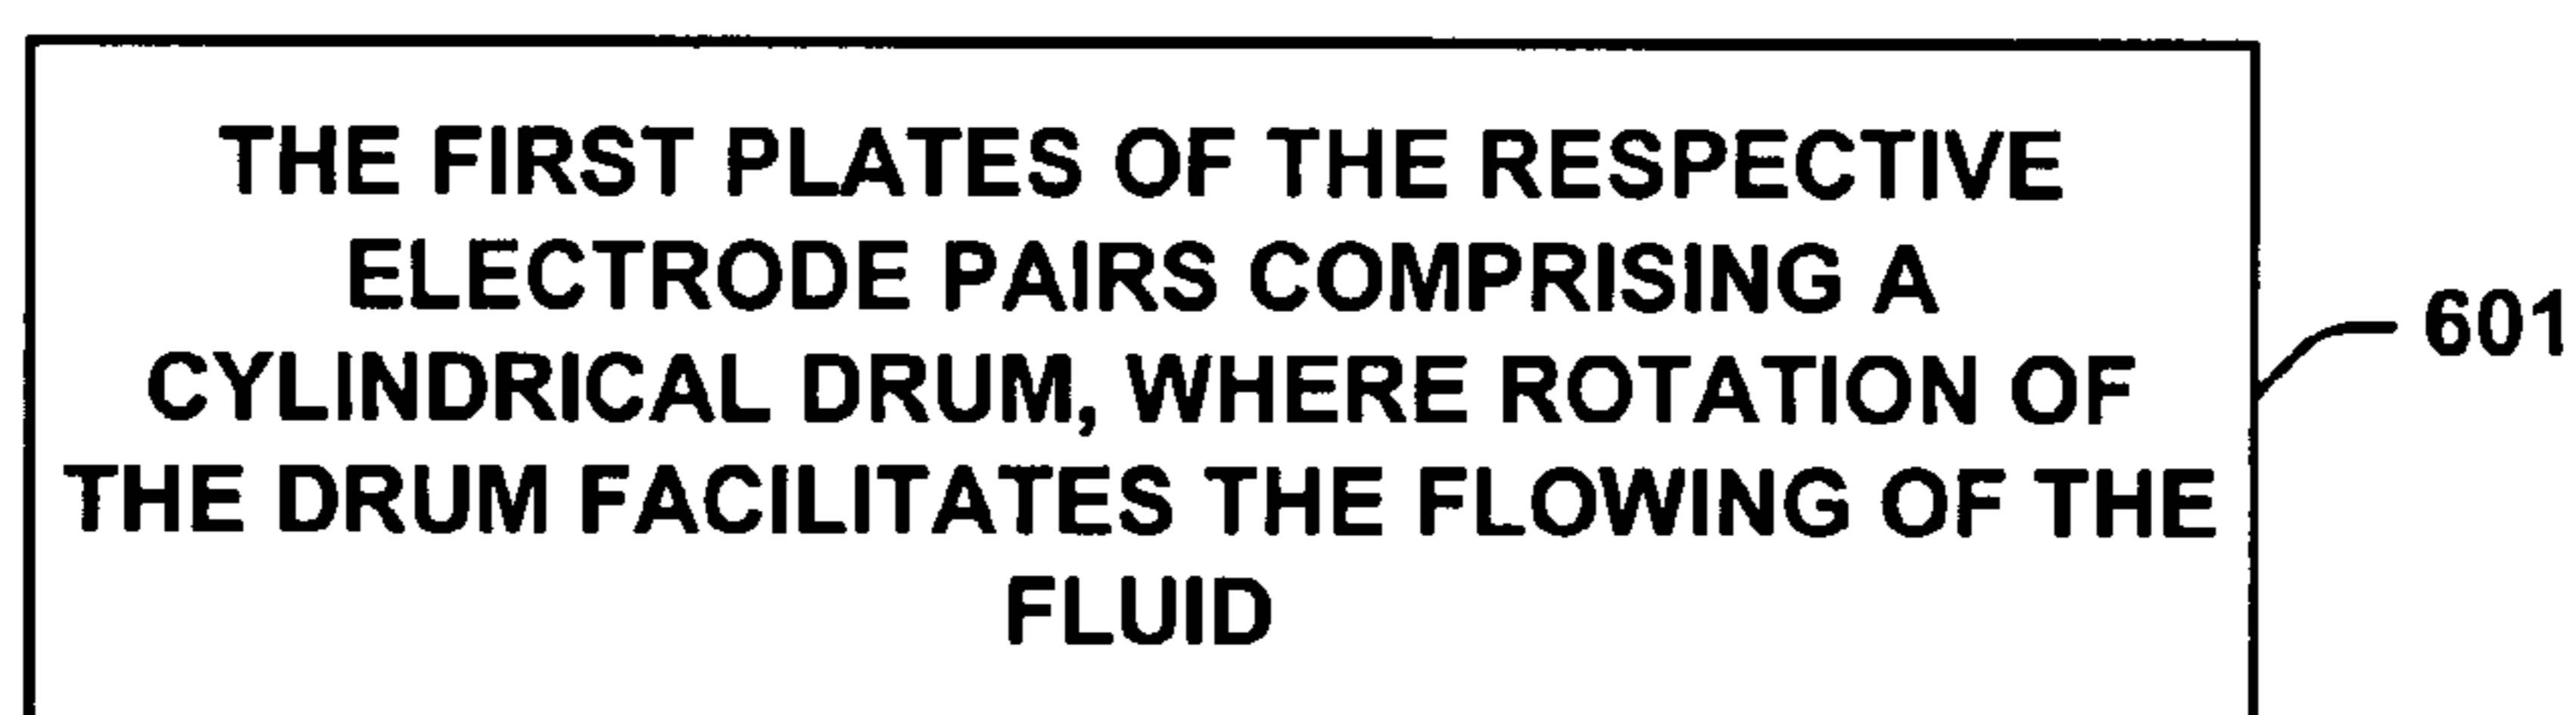 THE FIRST PLATES OF THE RESPECTIVE
ELECTRODE PAIRS COMPRISING A
CYLINDRICAL DRUM, WHERE ROTATION OF
THE DRUM FACILITATES THE FLOWING OF THE
FLUID
601